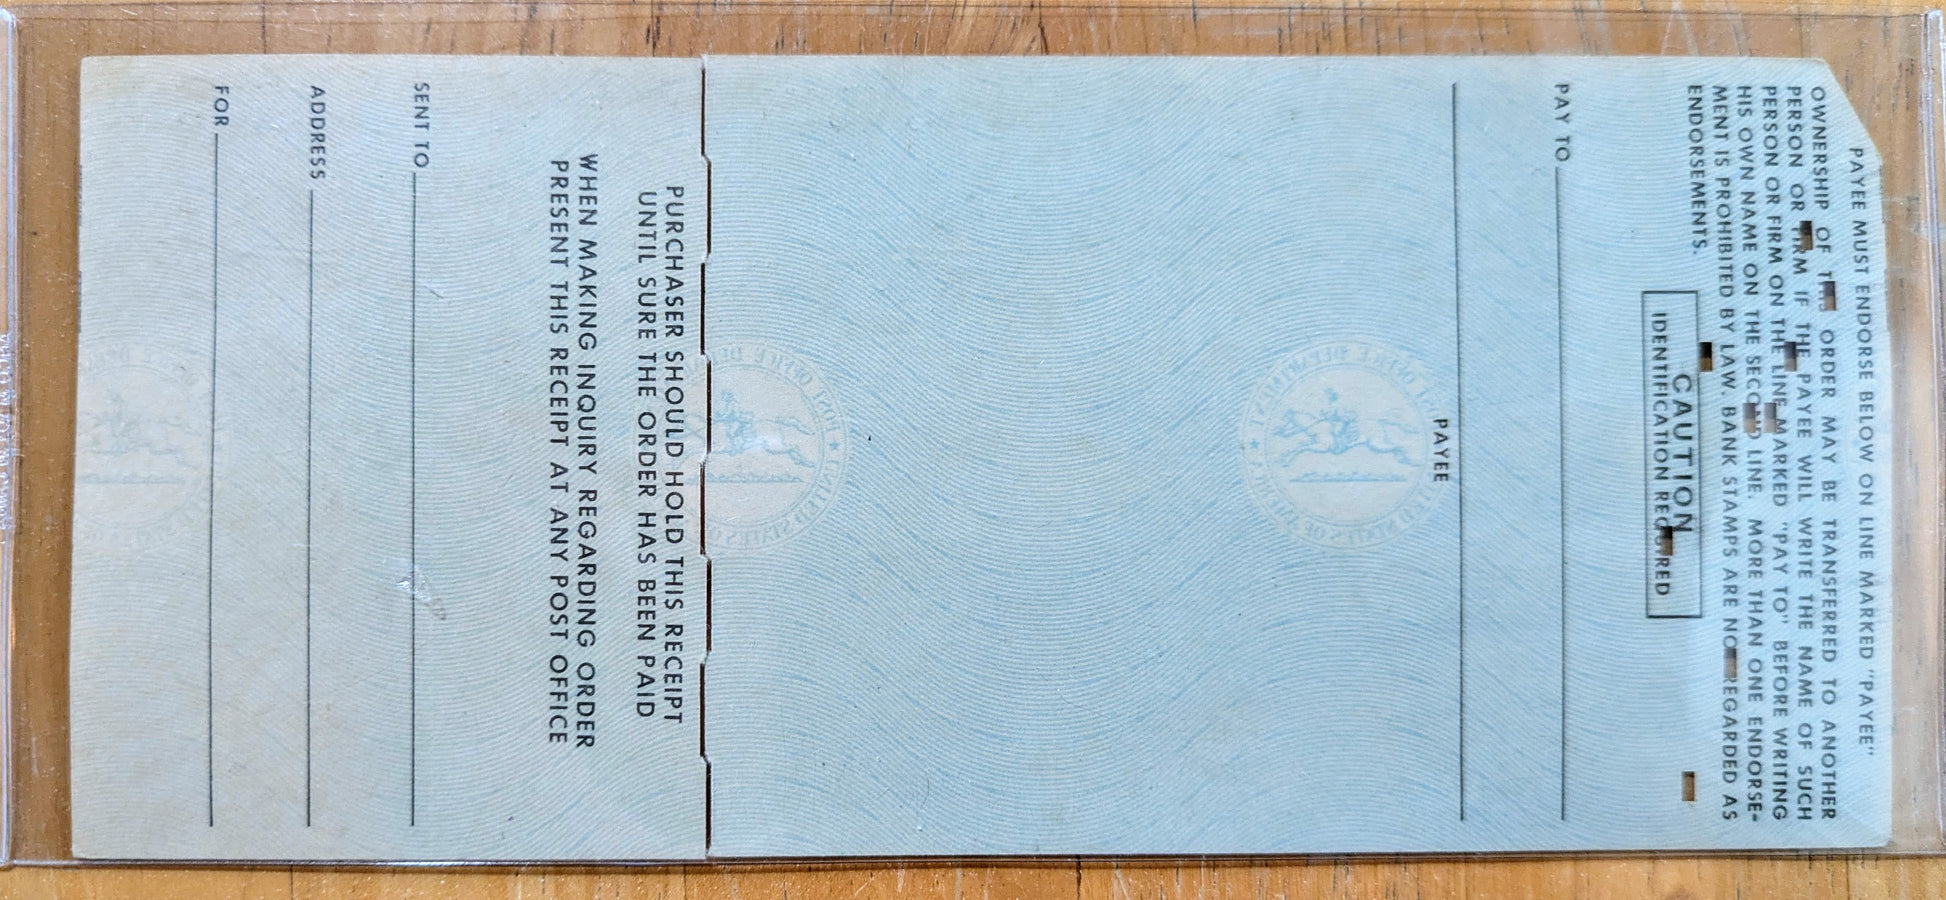 PAYEE MUST ENDORSE BELOW ON LINE MARKED "PAYEE"
OWNERSHIP OF THIS ORDER MAY BE TRANSFERRED TO ANOTHER
PERSON OR FIRM IF THE PAYEE WILL WRITE THE NAME OF SUCH
PERSON OR FIRM ON THE LINE MARKED "PAY TO" BEFORE WRITING
HIS OWN NAME ON THE SECOND LINE. MORE THAN ONE ENDORSE-
MENT IS PROHIBITED BY LAW. BANK STAMPS ARE NOT REGARDED AS
ENDORSEMENTS.
CAUTION
IDENTIFICATION REQUIRED
PAY TO
PAYEE
PURCHASER SHOULD HOLD THIS RECEIPT
UNTIL SURE THE ORDER HAS BEEN PAID
WHEN MAKING INQUIRY REGARDING ORDER
PRESENT THIS RECEIPT AT ANY POST OFFICE
SENT TO
ADDRESS
FOR